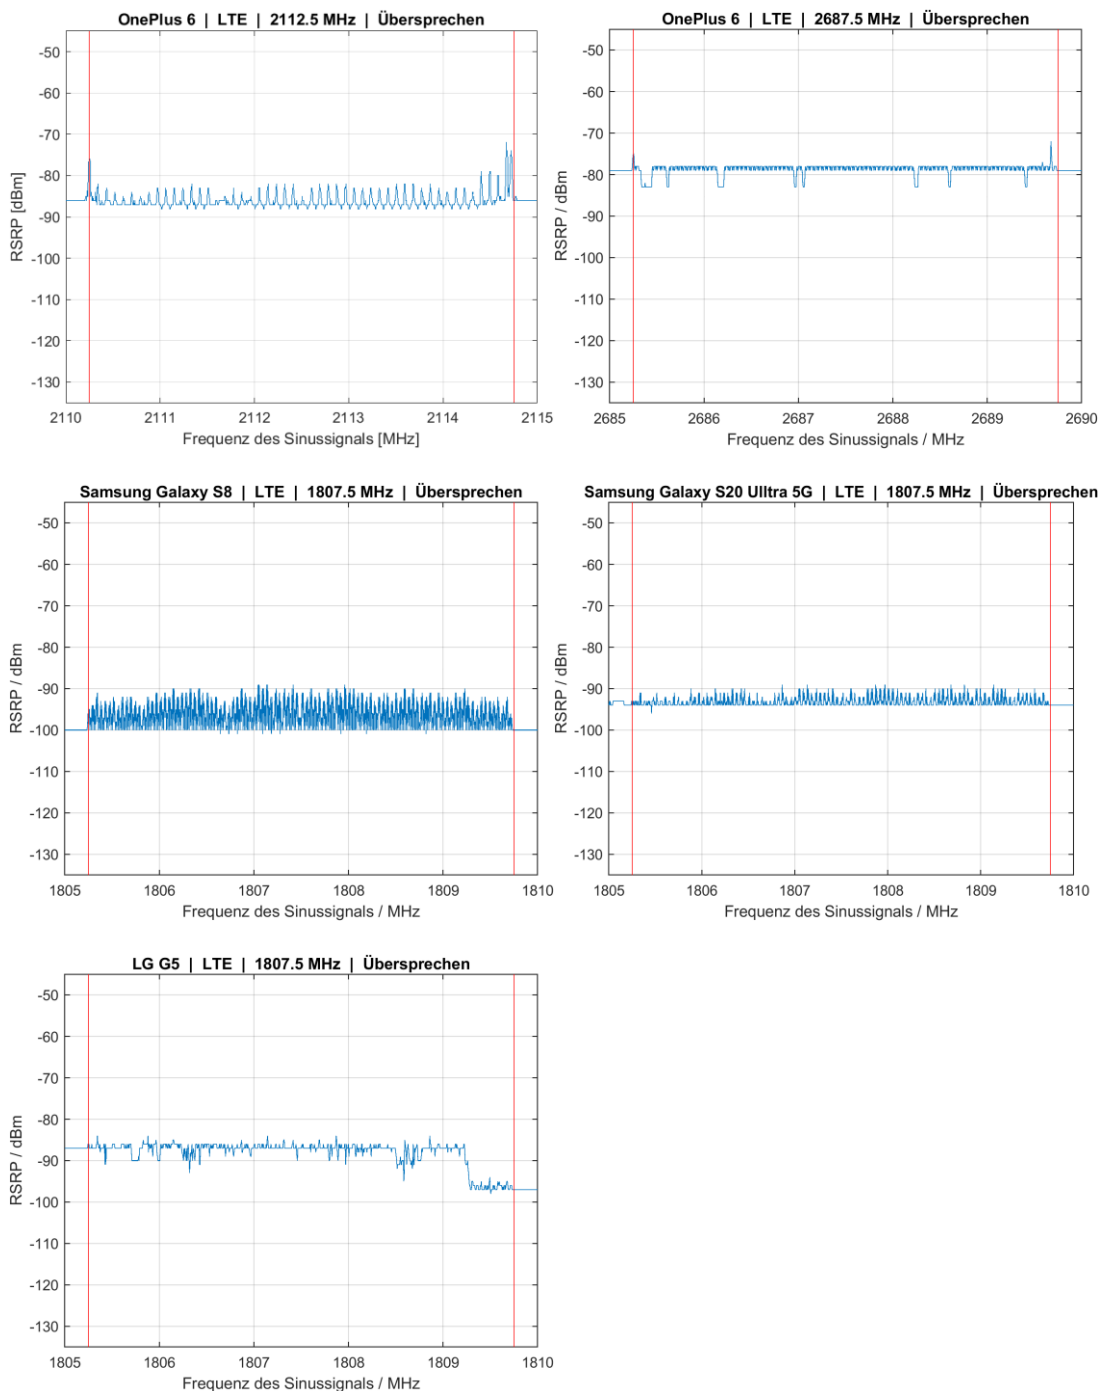 OnePlus 6 | LTE | 2112.5 MHz | Übersprechen
-50
-60
-70
-80
-90
-100
-110
-120
-130
RSRP [dBm]
2110 2111 2112 2113 2114 2115
Frequenz des Sinussignals [MHz]
OnePlus 6 | LTE | 2687.5 MHz | Übersprechen
-50
-60
-70
-80
-90
-100
-110
-120
-130
RSRP / dBm
2685 2686 2687 2688 2689 2690
Frequenz des Sinussignals / MHz
Samsung Galaxy S8 | LTE | 1807.5 MHz | Übersprechen
-50
-60
-70
-80
-90
-100
-110
-120
-130
RSRP / dBm
1805 1806 1807 1808 1809 1810
Frequenz des Sinussignals / MHz
Samsung Galaxy S20 Ulltra 5G | LTE | 1807.5 MHz | Übersprechen
-50
-60
-70
-80
-90
-100
-110
-120
-130
RSRP / dBm
1805 1806 1807 1808 1809 1810
Frequenz des Sinussignals / MHz
LG G5 | LTE | 1807.5 MHz | Übersprechen
-50
-60
-70
-80
-90
-100
-110
-120
-130
RSRP / dBm
1805 1806 1807 1808 1809 1810
Frequenz des Sinussignals / MHz